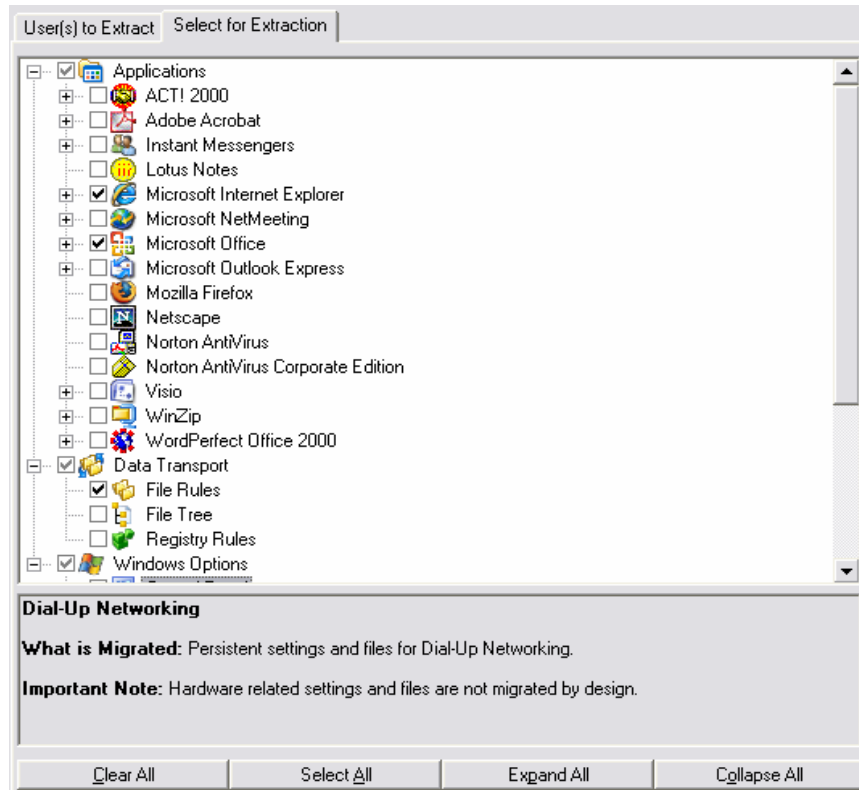 User(s) to Extract Select for Extraction
Applications
ACT! 2000
Adobe Acrobat
Instant Messengers
Lotus Notes
Microsoft Internet Explorer
Microsoft NetMeeting
Microsoft Office
Microsoft Outlook Express
Mozilla Firefox
Netscape
Norton AntiVirus
Norton AntiVirus Corporate Edition
Visio
WinZip
WordPerfect Office 2000
Data Transport
File Rules
File Tree
Registry Rules
Windows Options
Dial-Up Networking
What is Migrated: Persistent settings and files for Dial-Up Networking.
Important Note: Hardware related settings and files are not migrated by design.
Clear All Select All Expand All Collapse All